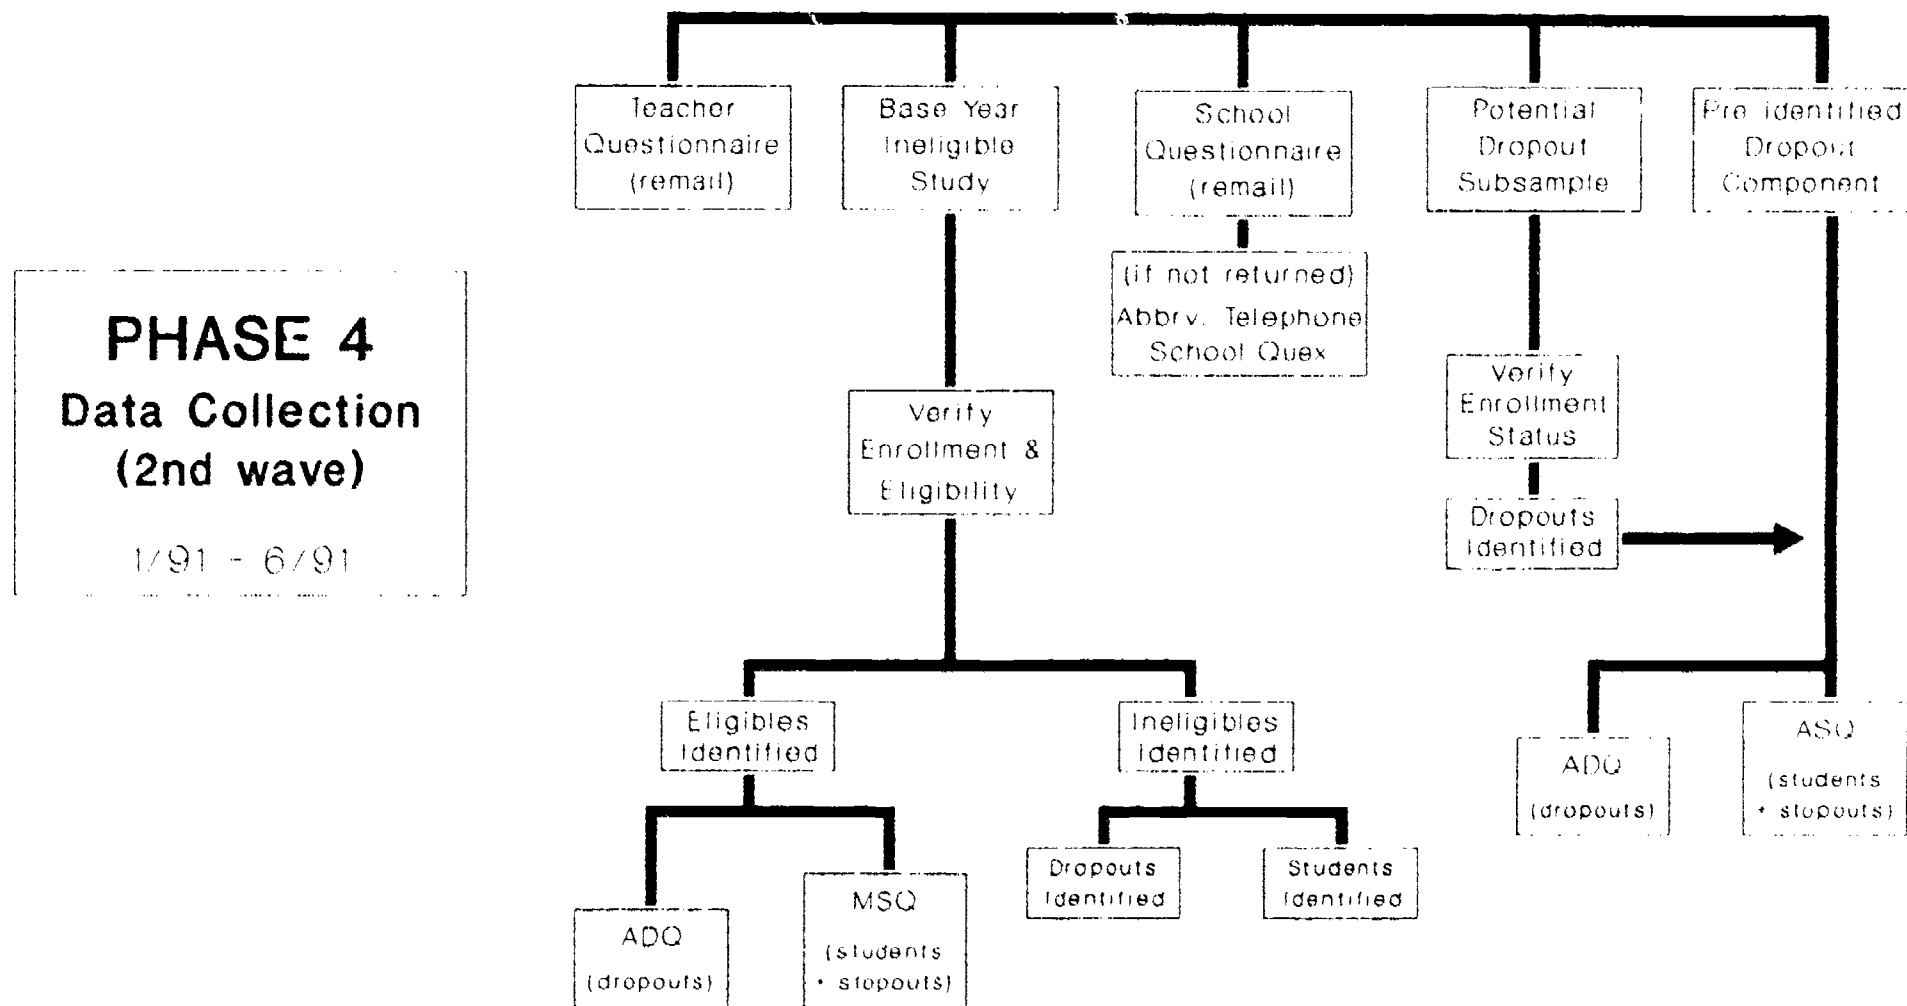 PHASE 4
Data Collection
(2nd wave)
1/91 - 6/91
Teacher
Questionnaire
(remail)
Base Year
Ineligible
Study
School
Questionnaire
(remail)
Potential
Dropout
Subsample
Pre Identified
Dropout
Component
(if not returned)
Abbrv. Telephone
School Quex
Verify
Enrollment &
Eligibility
Verify
Enrollment
Status
Dropouts
Identified
Eligibles
Identified
Ineligibles
Identified
ADQ
(dropouts)
MSQ
(students
+ stopouts)
Dropouts
Identified
Students
Identified
ADQ
(dropouts)
ASQ
(students
+ stopouts)